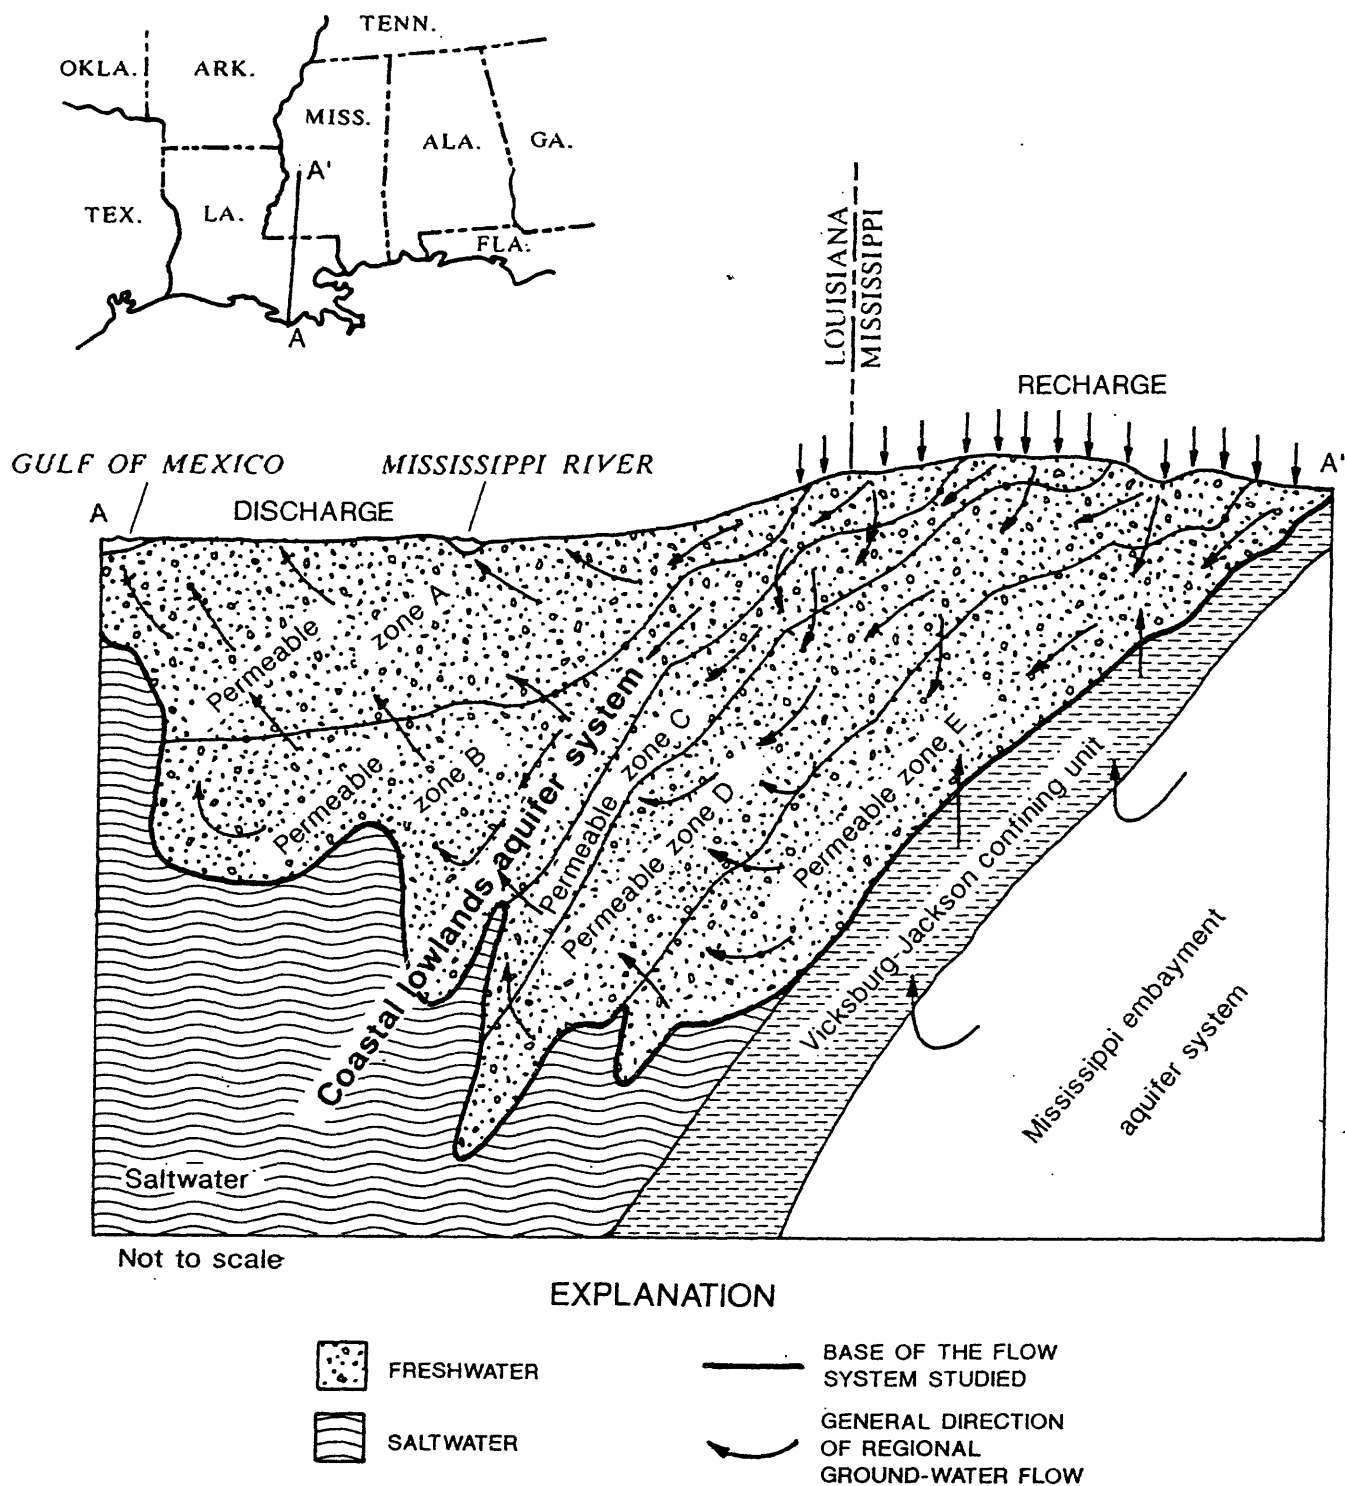 TENN.
OKLA.
ARK.
MISS.
ALA.
GA.
A'
TEX.
LA.
FLA.
A
LOUISIANA
MISSISSIPPI
RECHARGE
GULF OF MEXICO
MISSISSIPPI RIVER
A'
A
DISCHARGE
Permeable zone A
Permeable zone B
Coastal lowlands aquifer system
Permeable zone C
Permeable zone D
Permeable zone E
Vicksburg-Jackson confining unit
Mississippi embayment
aquifer system
Saltwater
Not to scale
EXPLANATION
FRESHWATER
SALTWATER
BASE OF THE FLOW
SYSTEM STUDIED
GENERAL DIRECTION
OF REGIONAL
GROUND-WATER FLOW